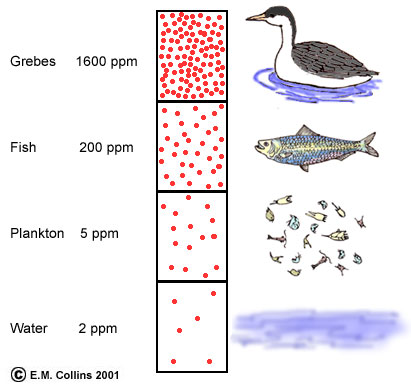 Grebes 1600 ppm
Fish 200 ppm
Plankton 5 ppm
Water 2 ppm
© E.M. Collins 2001